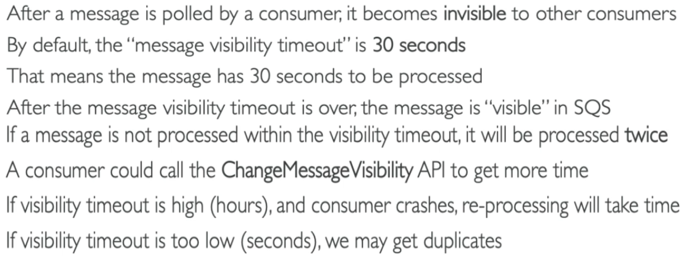 After a message is polled by a consumer, it becomes invisible to other consumers
By default, the “message visibility timeout” is 30 seconds
That means the message has 30 seconds to be processed
After the message visibility timeout is over, the message is “visible” in SQS
If a message is not processed within the visibility timeout, it will be processed twice
A consumer could call the ChangeMessageVisibility API to get more time
If visibility timeout is high (hours), and consumer crashes, re-processing will take time
If visibility timeout is too low (seconds), we may get duplicates